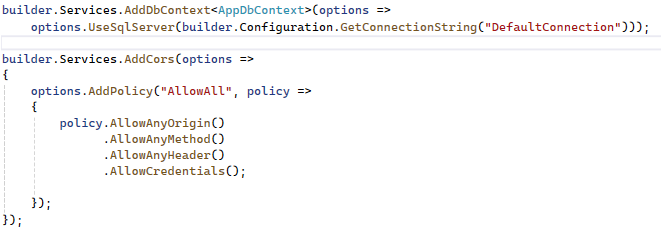 builder.Services.AddDbContext<AppDbContext>(options =>
    options.UseSqlServer(builder.Configuration.GetConnectionString("DefaultConnection")));
builder.Services.AddCors(options =>
{
    options.AddPolicy("AllowAll", policy =>
    {
        policy.AllowAnyOrigin()
              .AllowAnyMethod()
              .AllowAnyHeader()
              .AllowCredentials();
    });
});